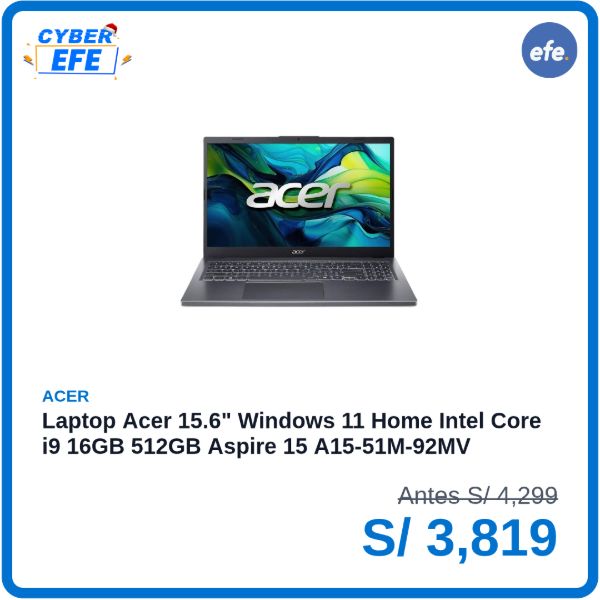 CYBER
EFE
efe.
acer
acer
ACER
Laptop Acer 15.6" Windows 11 Home Intel Core
i9 16GB 512GB Aspire 15 A15-51M-92MV
Antes S/ 4,299
S/ 3,819